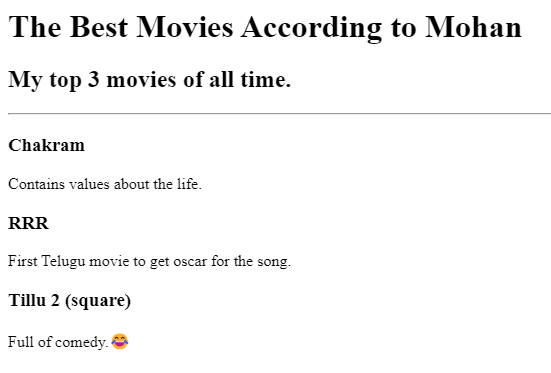 The Best Movies According to Mohan
My top 3 movies of all time.
Chakram
Contains values about the life.
RRR
First Telugu movie to get oscar for the song.
Tillu 2 (square)
Full of comedy.😂